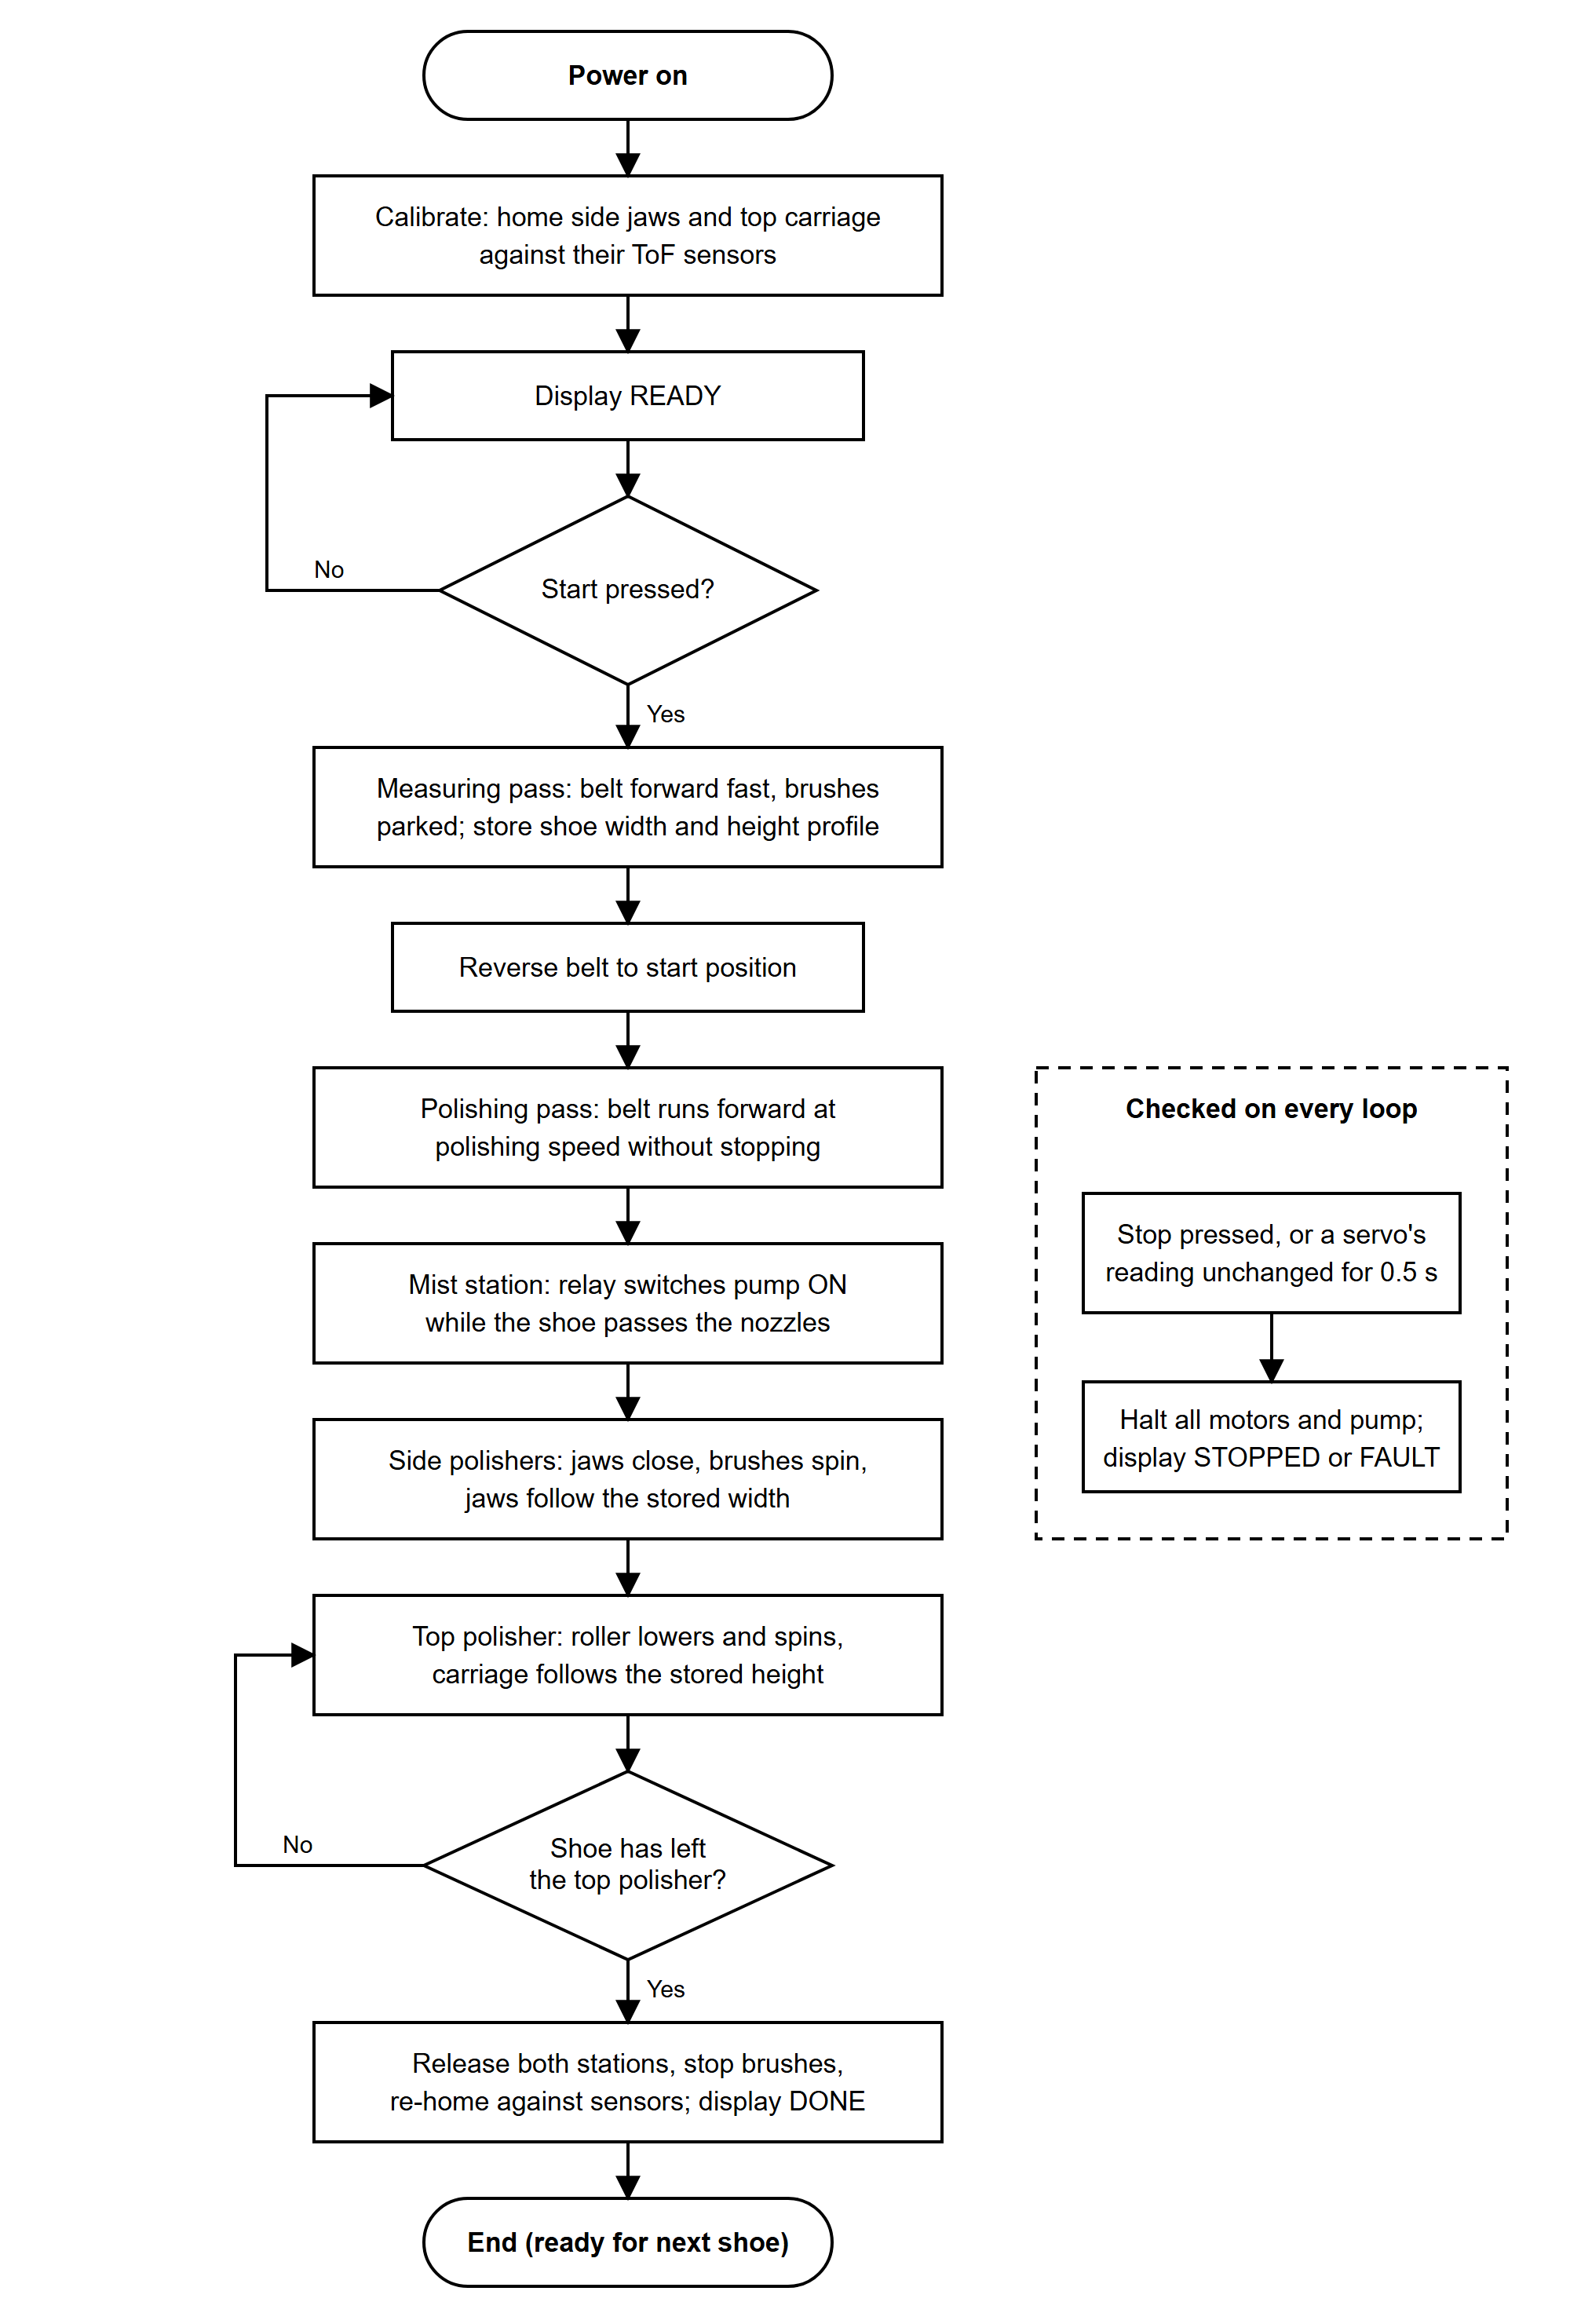 Power on
Calibrate: home side jaws and top carriage
against their ToF sensors
Display READY
Start pressed?
No
Yes
Measuring pass: belt forward fast, brushes
parked; store shoe width and height profile
Reverse belt to start position
Polishing pass: belt runs forward at
polishing speed without stopping
Mist station: relay switches pump ON
while the shoe passes the nozzles
Side polishers: jaws close, brushes spin,
jaws follow the stored width
Top polisher: roller lowers and spins,
carriage follows the stored height
Shoe has left
the top polisher?
No
Yes
Release both stations, stop brushes,
re-home against sensors; display DONE
End (ready for next shoe)
Checked on every loop
Stop pressed, or a servo's
reading unchanged for 0.5 s
Halt all motors and pump;
display STOPPED or FAULT